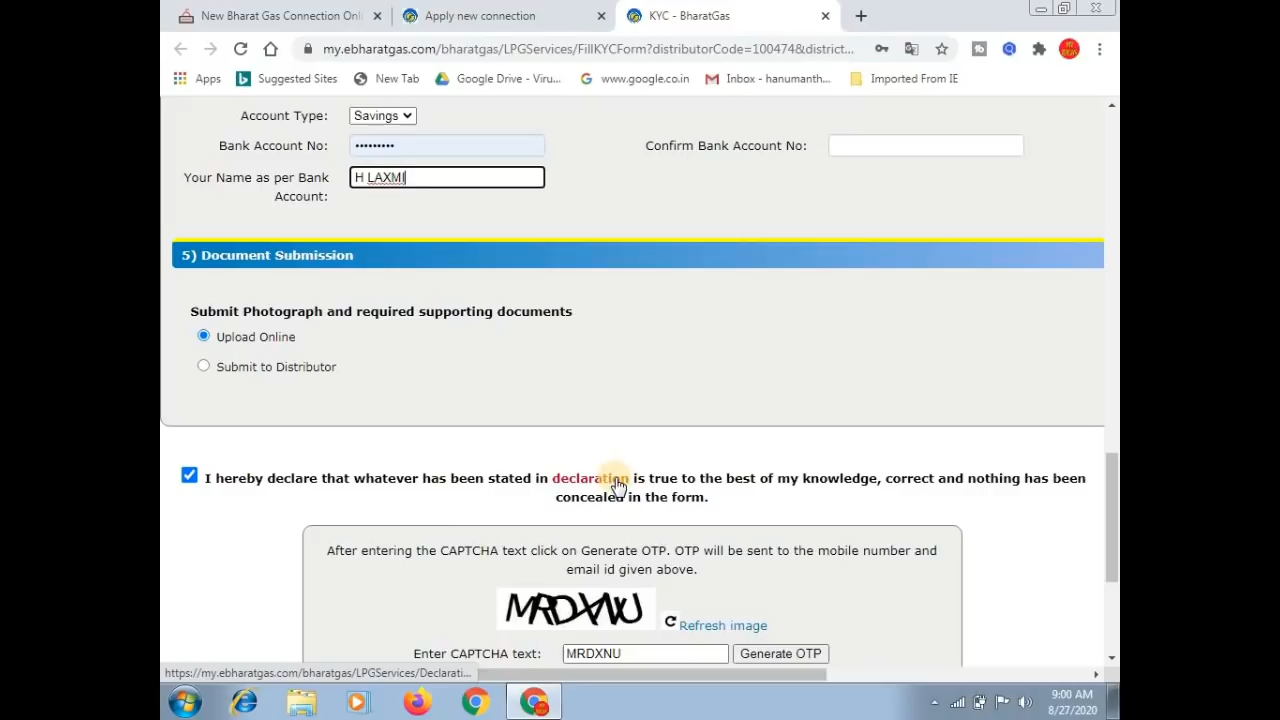 New Bharat Gas Connection Onl
Apply new connection
KYC - BharatGas
my.ebharatgas.com/bharatgas/LPGServices/FillKYCForm?distributorCode=100474&district...
Apps Suggested Sites New Tab Google Drive - Viru... www.google.co.in Inbox - hanumanth... Imported From IE
Account Type: Savings
Bank Account No: ••••••••• Confirm Bank Account No:
Your Name as per Bank H LAXMI
Account:
5) Document Submission
Submit Photograph and required supporting documents
Upload Online
Submit to Distributor
I hereby declare that whatever has been stated in declaration is true to the best of my knowledge, correct and nothing has been
concealed in the form.
After entering the CAPTCHA text click on Generate OTP. OTP will be sent to the mobile number and
email id given above.
MRDXNU Refresh image
Enter CAPTCHA text: MRDXNU Generate OTP
https://my.ebharatgas.com/bharatgas/LPGServices/Declarati...
9:00 AM
8/27/2020